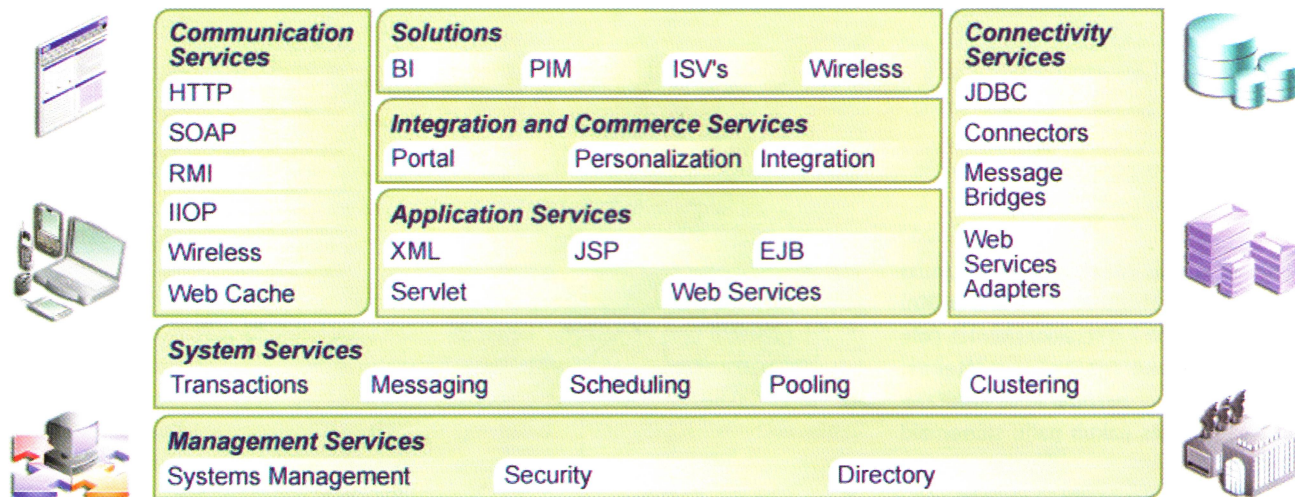 Communication
Services
HTTP
SOAP
RMI
IIOP
Wireless
Web Cache
Solutions
BI PIM ISV's Wireless
Integration and Commerce Services
Portal Personalization Integration
Application Services
XML JSP EJB
Servlet Web Services
Connectivity
Services
JDBC
Connectors
Message
Bridges
Web
Services
Adapters
System Services
Transactions Messaging Scheduling Pooling Clustering
Management Services
Systems Management Security Directory